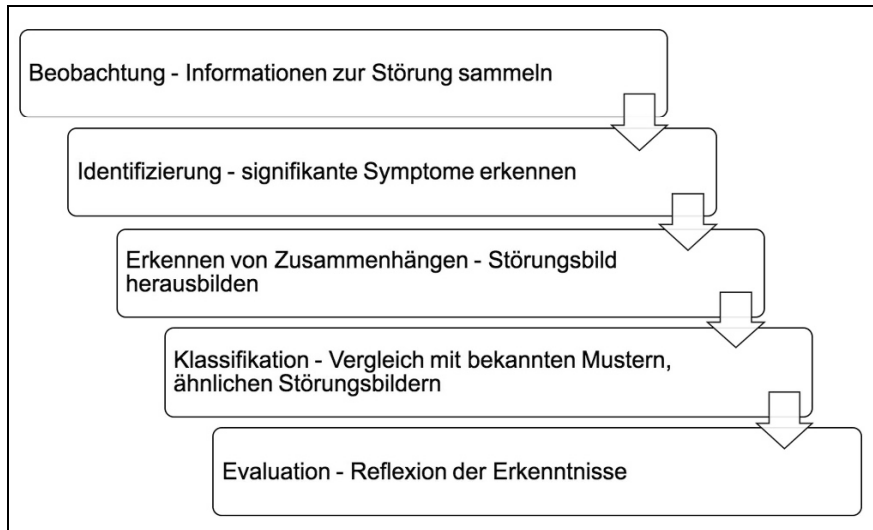 Beobachtung - Informationen zur Störung sammeln
Identifizierung - signifikante Symptome erkennen
Erkennen von Zusammenhängen - Störungsbild
herausbilden
Klassifikation - Vergleich mit bekannten Mustern,
ähnlichen Störungsbildern
Evaluation - Reflexion der Erkenntnisse